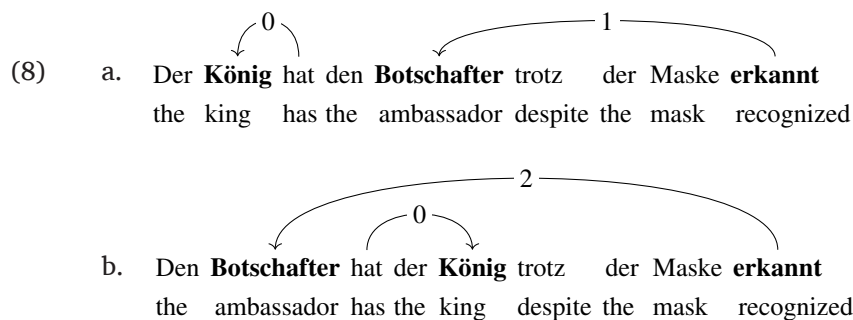 0 1
(8) a. Der König hat den Botschafter trotz der Maske erkannt
the king has the ambassador despite the mask recognized
2
0
b. Den Botschafter hat der König trotz der Maske erkannt
the ambassador has the king despite the mask recognized